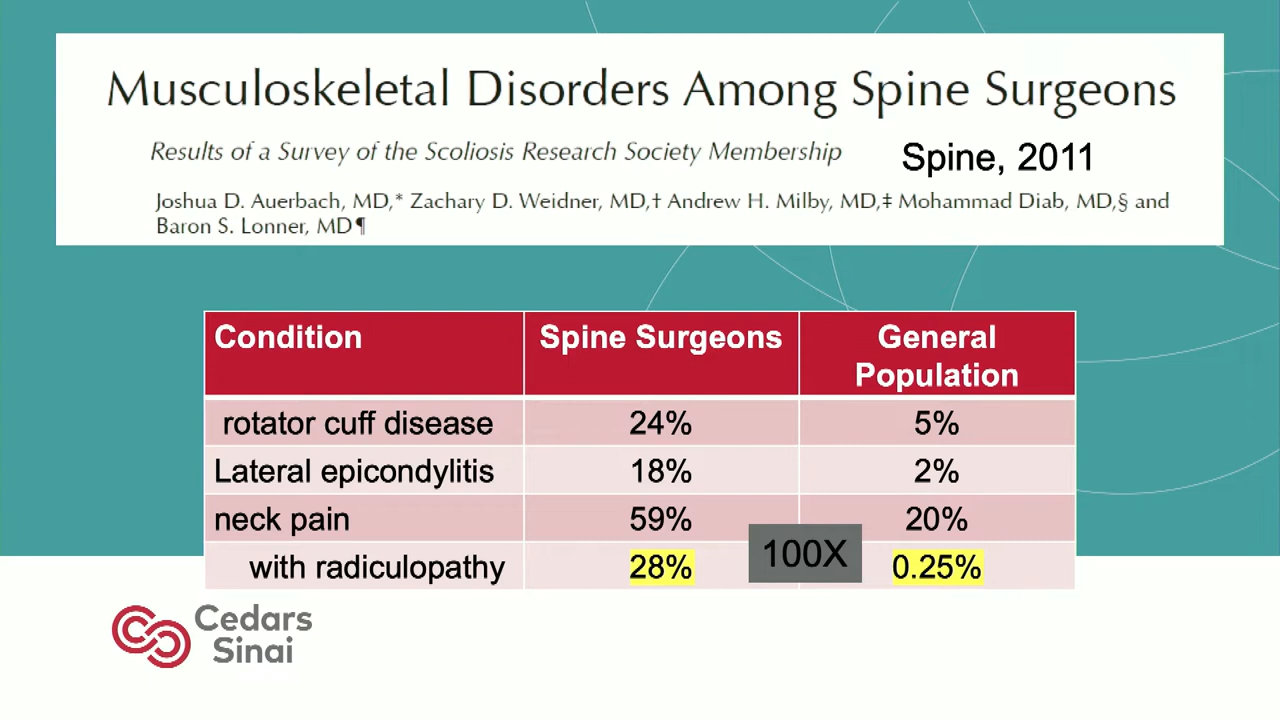 Musculoskeletal Disorders Among Spine Surgeons
Results of a Survey of the Scoliosis Research Society Membership
Spine, 2011
Joshua D. Auerbach, MD,* Zachary D. Weidner, MD,† Andrew H. Milby, MD,‡ Mohammad Diab, MD,§ and
Baron S. Lonner, MD¶
Condition Spine Surgeons General
Population
rotator cuff disease 24% 5%
Lateral epicondylitis 18% 2%
neck pain 59% 20%
with radiculopathy 28% 100X 0.25%
Cedars
Sinai